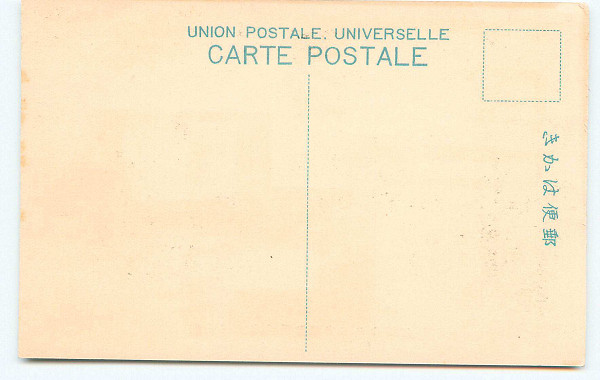 UNION POSTALE. UNIVERSELLE
CARTE POSTALE
郵便はかき